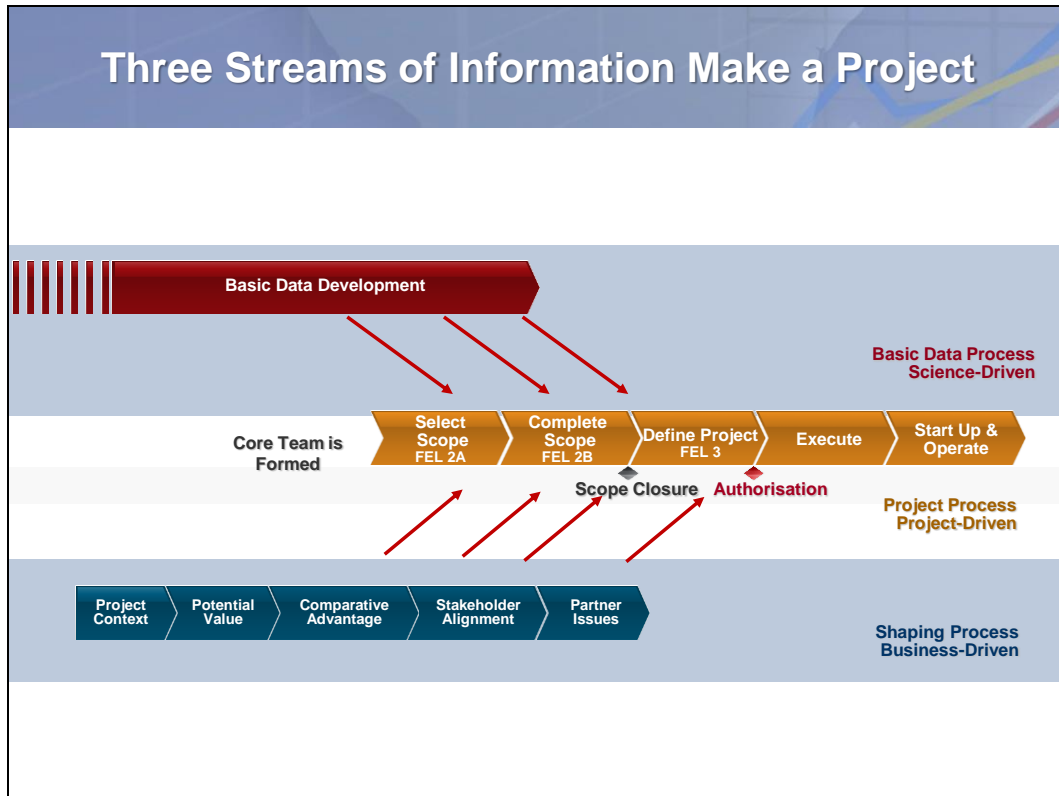 Three Streams of Information Make a Project
Basic Data Development
Basic Data Process
Science-Driven
Core Team is
Formed
Select
Scope
FEL 2A
Complete
Scope
FEL 2B
Define Project
FEL 3
Execute
Start Up &
Operate
Scope Closure
Authorisation
Project Process
Project-Driven
Project
Context
Potential
Value
Comparative
Advantage
Stakeholder
Alignment
Partner
Issues
Shaping Process
Business-Driven